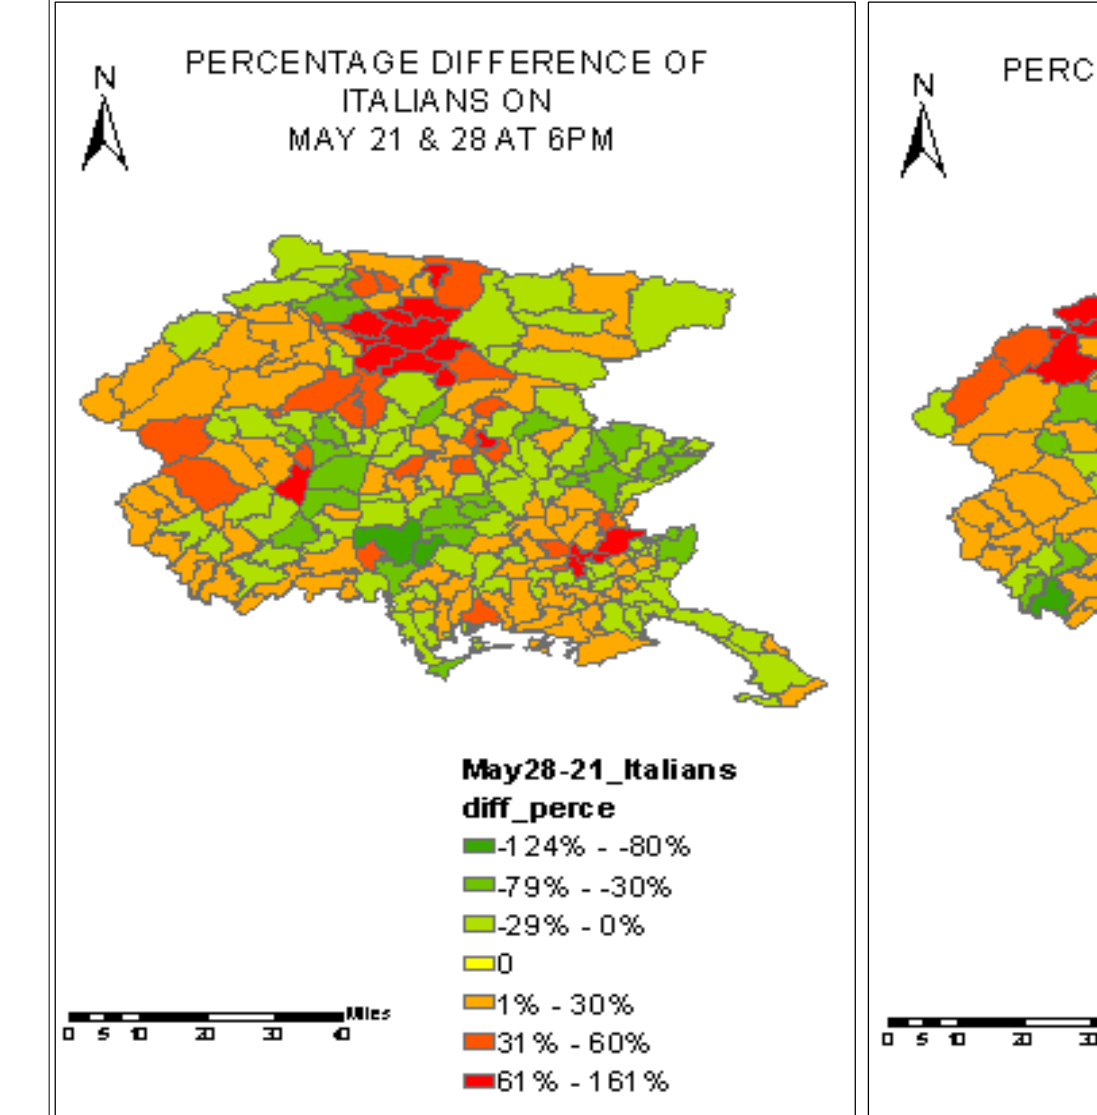 N
PERCENTAGE DIFFERENCE OF
ITALIANS ON
MAY 21 & 28 AT 6PM
May28-21_Italians
diff_perce
-124% - -80%
-79% - -30%
-29% - 0%
0
1% - 30%
31% - 60%
61% - 161%
Miles
0 5 10 20 30 40
N
PERC
0 5 10 20 30